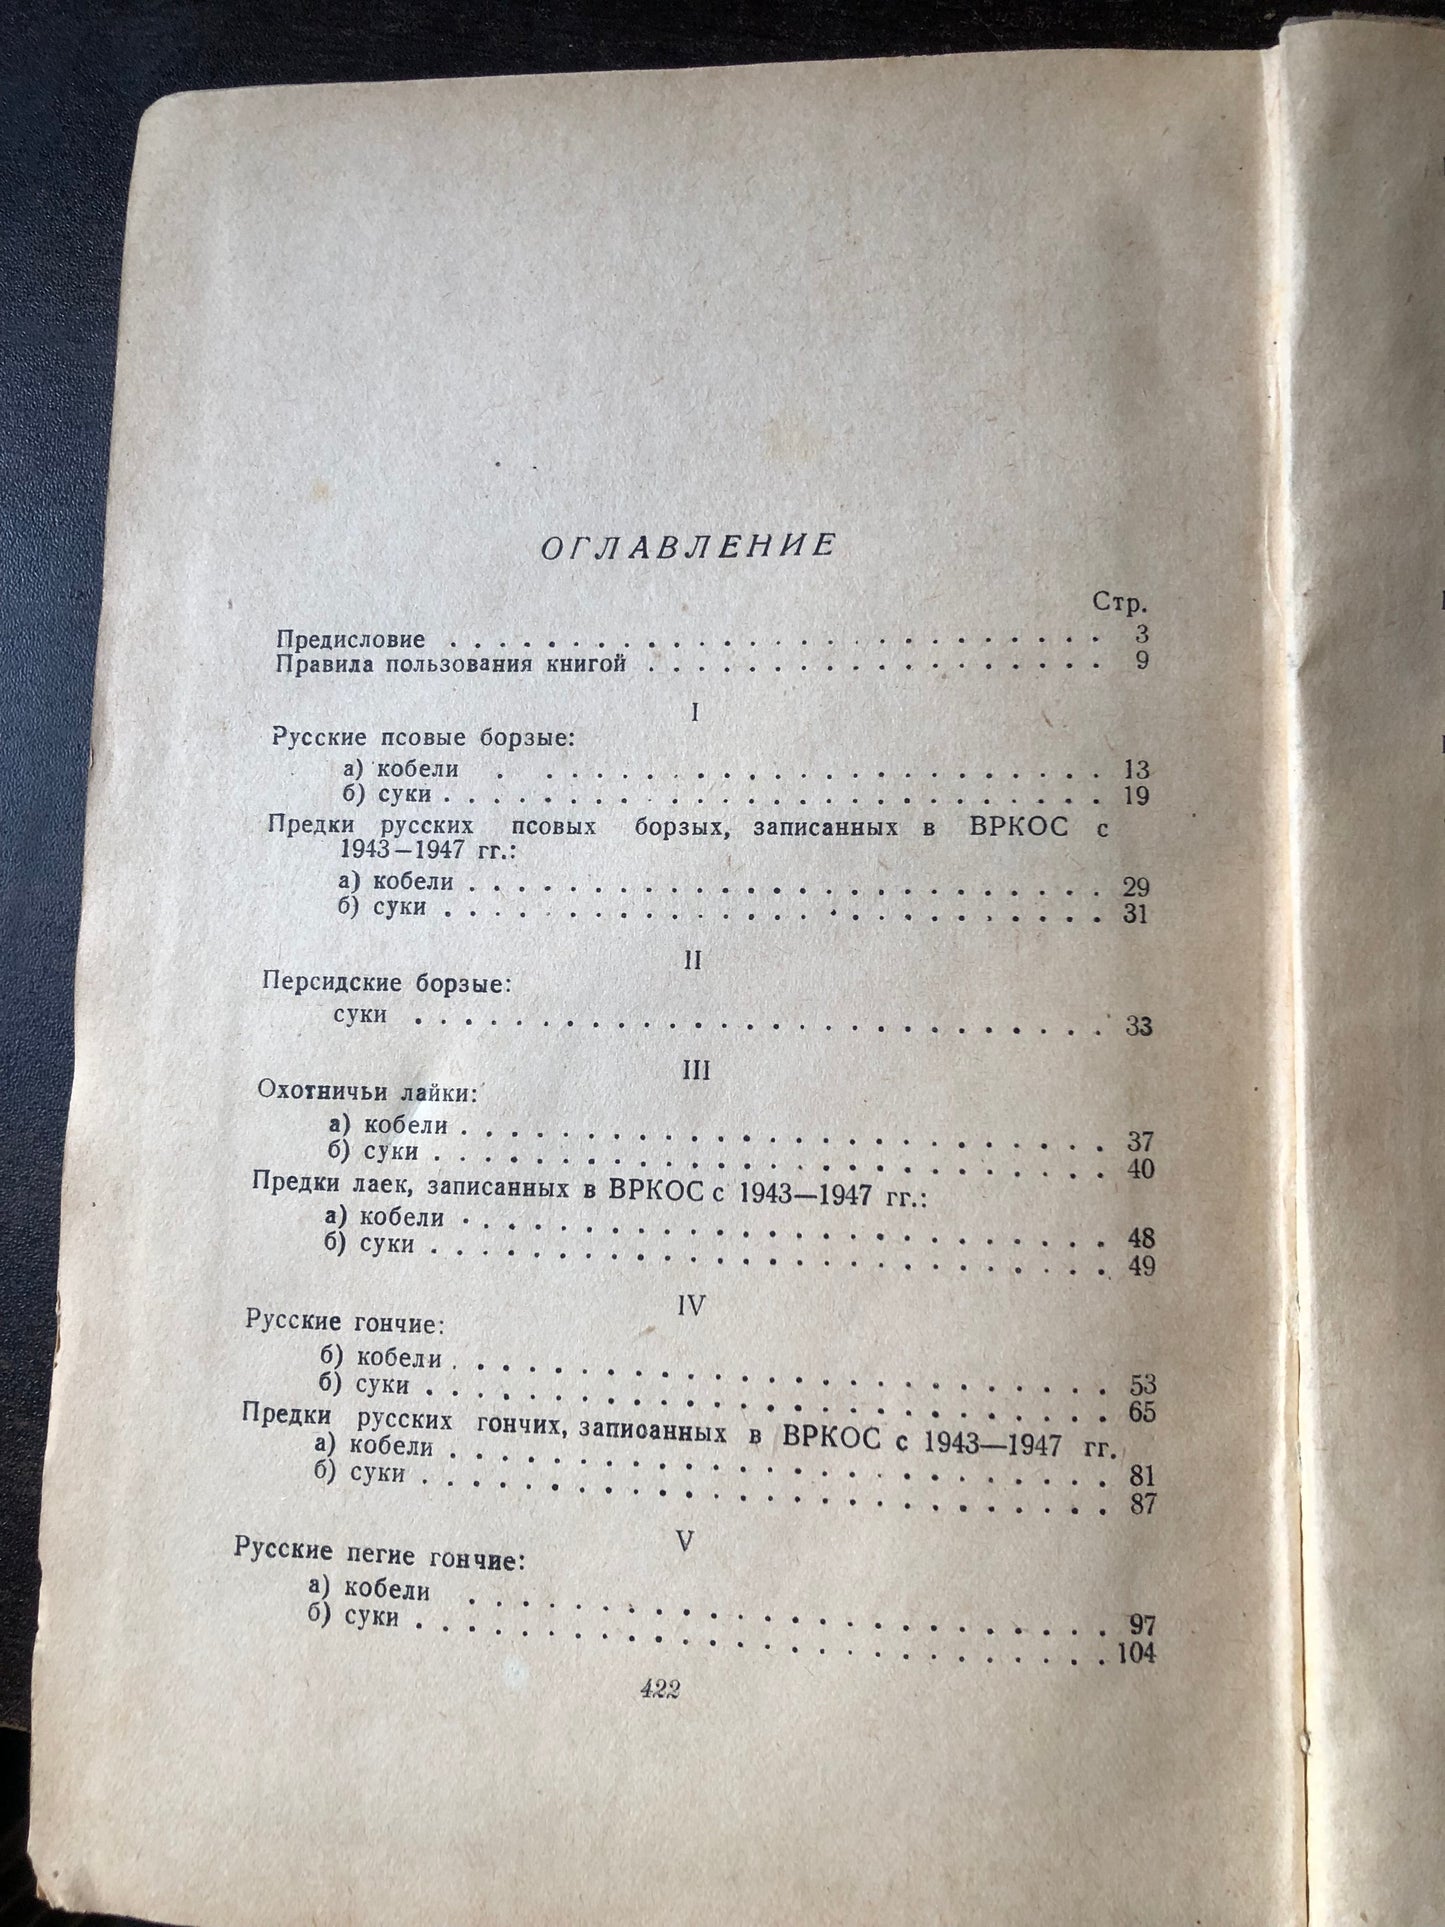 ОГЛАВЛЕНИЕ
Стр.
Предисловие . . . . . . . . . . . . . . . . . . . . . . . . . . 3
Правила пользования книгой . . . . . . . . . . . . . . . . . . 9
I
Русские псовые борзые:
а) кобели . . . . . . . . . . . . . . . . . . . . . . . . 13
б) суки . . . . . . . . . . . . . . . . . . . . . . . . . . 19
Предки русских псовых борзых, записанных в ВРКОС с
1943—1947 гг.:
а) кобели . . . . . . . . . . . . . . . . . . . . . . . . . 29
б) суки . . . . . . . . . . . . . . . . . . . . . . . . . . 31
II
Персидские борзые:
суки . . . . . . . . . . . . . . . . . . . . . . . . . . . 33
III
Охотничьи лайки:
а) кобели . . . . . . . . . . . . . . . . . . . . . . . . . 37
б) суки . . . . . . . . . . . . . . . . . . . . . . . . . . 40
Предки лаек, записанных в ВРКОС с 1943—1947 гг.:
а) кобели . . . . . . . . . . . . . . . . . . . . . . . . . 48
б) суки . . . . . . . . . . . . . . . . . . . . . . . . . . 49
IV
Русские гончие:
б) кобели . . . . . . . . . . . . . . . . . . . . . . . . . 53
б) суки . . . . . . . . . . . . . . . . . . . . . . . . . . 65
Предки русских гончих, запиоанных в ВРКОС с 1943—1947 гг.
а) кобели . . . . . . . . . . . . . . . . . . . . . . . . . 81
б) суки . . . . . . . . . . . . . . . . . . . . . . . . . . 87
V
Русские пегие гончие:
а) кобели . . . . . . . . . . . . . . . . . . . . . . . . . 97
б) суки . . . . . . . . . . . . . . . . . . . . . . . . . . 104
422